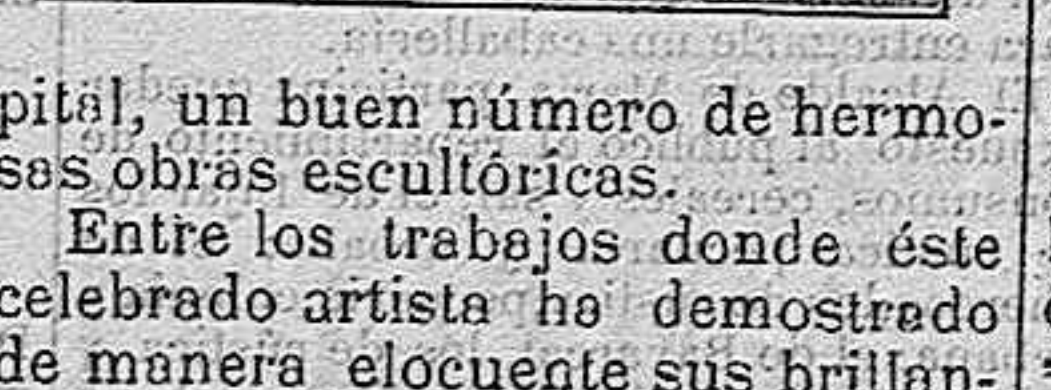 pital, un buen número de hermo-
sas obras escultóricas.
Entre los trabajos donde éste
celebrado artista ha demostrado
de manera elocuente sus brillan-